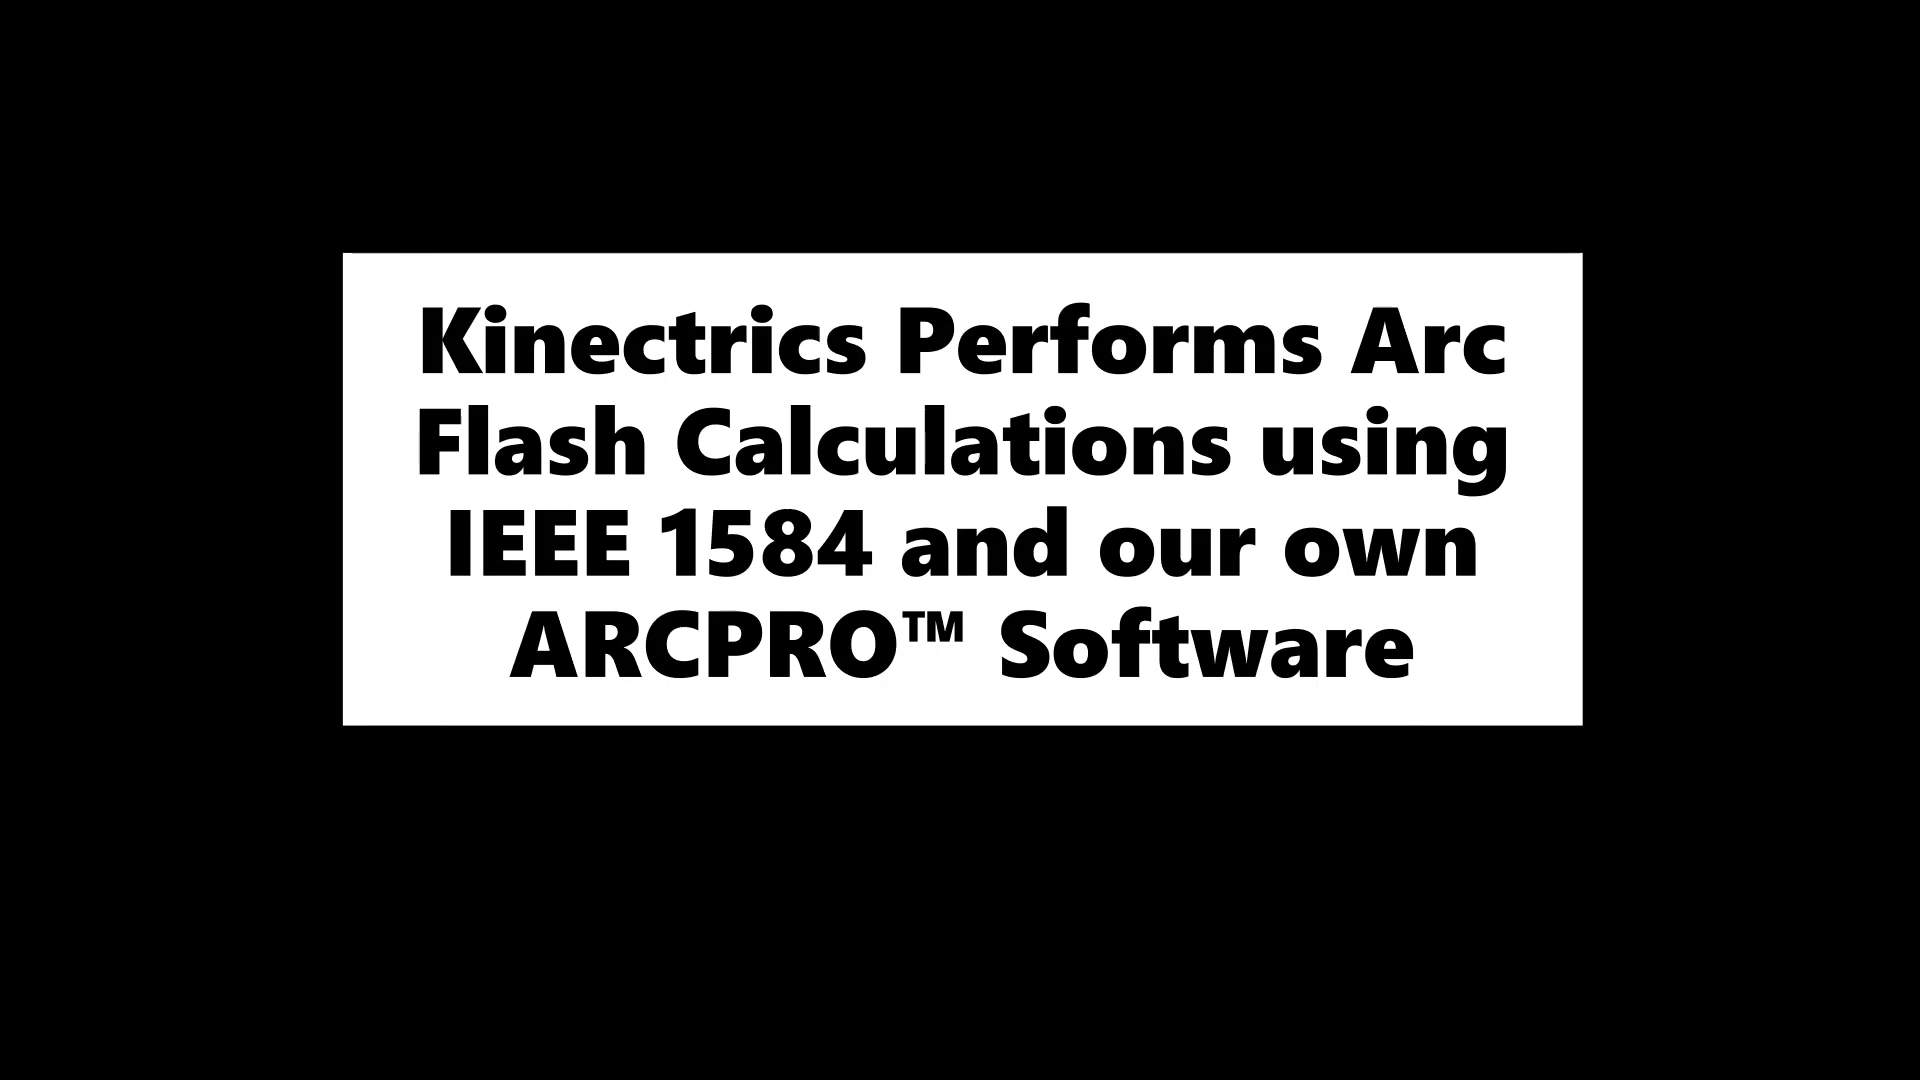 Kinectrics Performs Arc
Flash Calculations using
IEEE 1584 and our own
ARCPRO™ Software